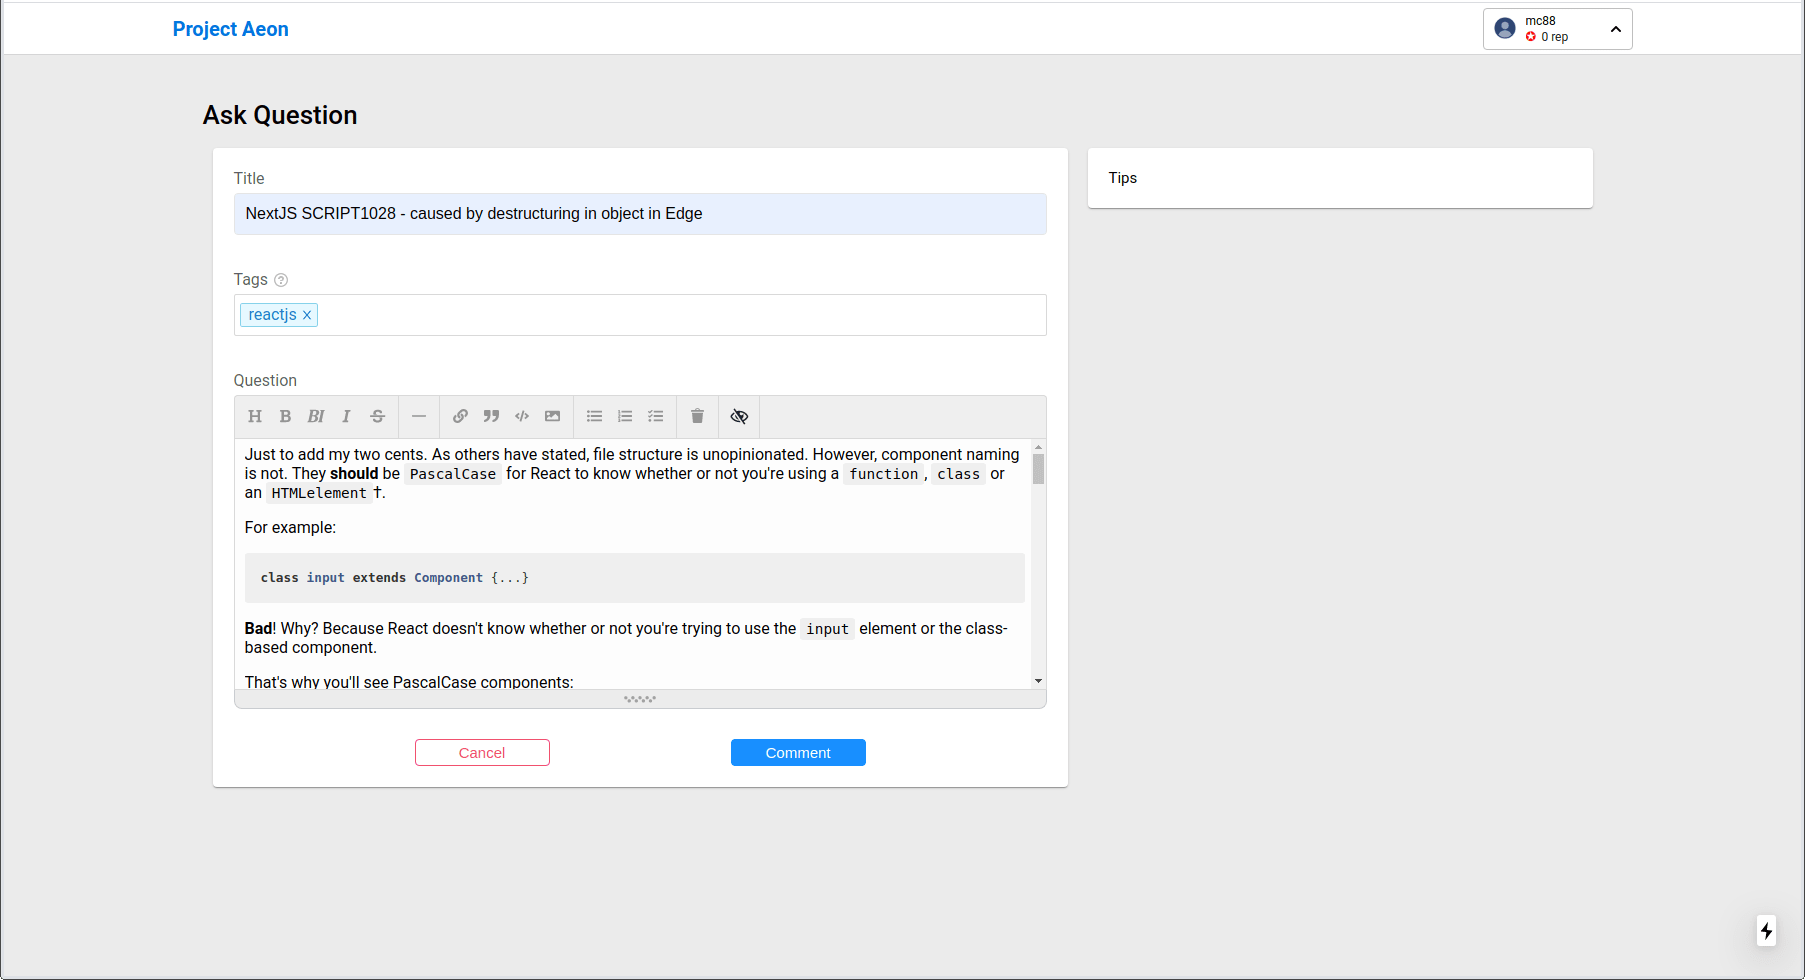 Project Aeon
mc88
0 rep
Ask Question
Title
NextJS SCRIPT1028 - caused by destructuring in object in Edge
Tags
reactjs
Question
H B BI I S
Just to add my two cents. As others have stated, file structure is unopinionated. However, component naming
is not. They should be PascalCase for React to know whether or not you're using a function, class or
an HTMLelement †.
For example:
class input extends Component {...}
Bad! Why? Because React doesn't know whether or not you're trying to use the input element or the class-
based component.
That's why you'll see PascalCase components:
Cancel
Comment
Tips